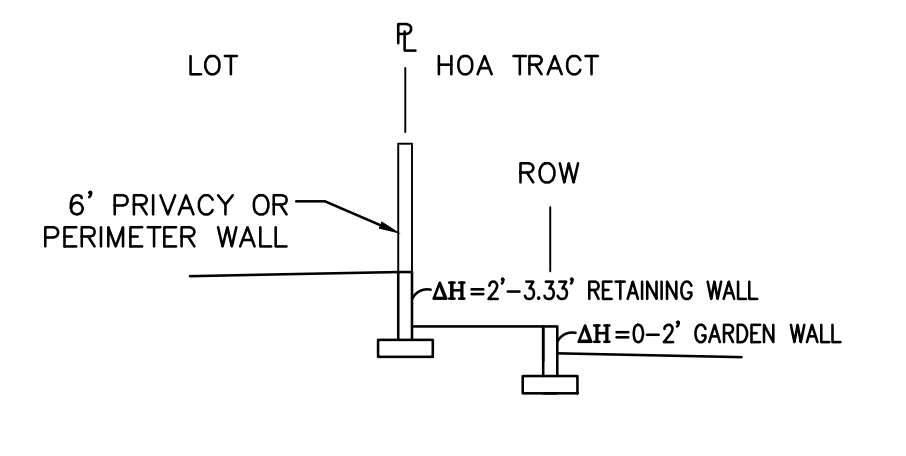 PL
LOT
HOA TRACT
ROW
6' PRIVACY OR
PERIMETER WALL
ΔH=2'-3.33' RETAINING WALL
ΔH=0-2' GARDEN WALL